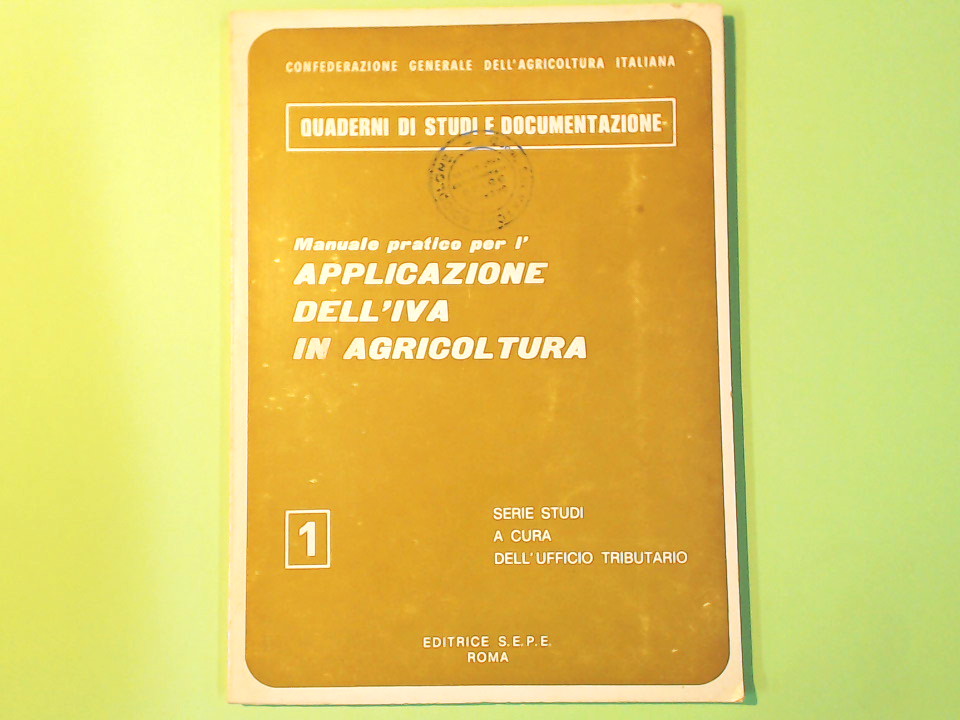 CONFEDERAZIONE GENERALE DELL'AGRICOLTURA ITALIANA
QUADERNI DI STUDI E DOCUMENTAZIONE
Manuale pratico per l'
APPLICAZIONE
DELL'IVA
IN AGRICOLTURA
1
SERIE STUDI
A CURA
DELL'UFFICIO TRIBUTARIO
EDITRICE S.E.P.E.
ROMA